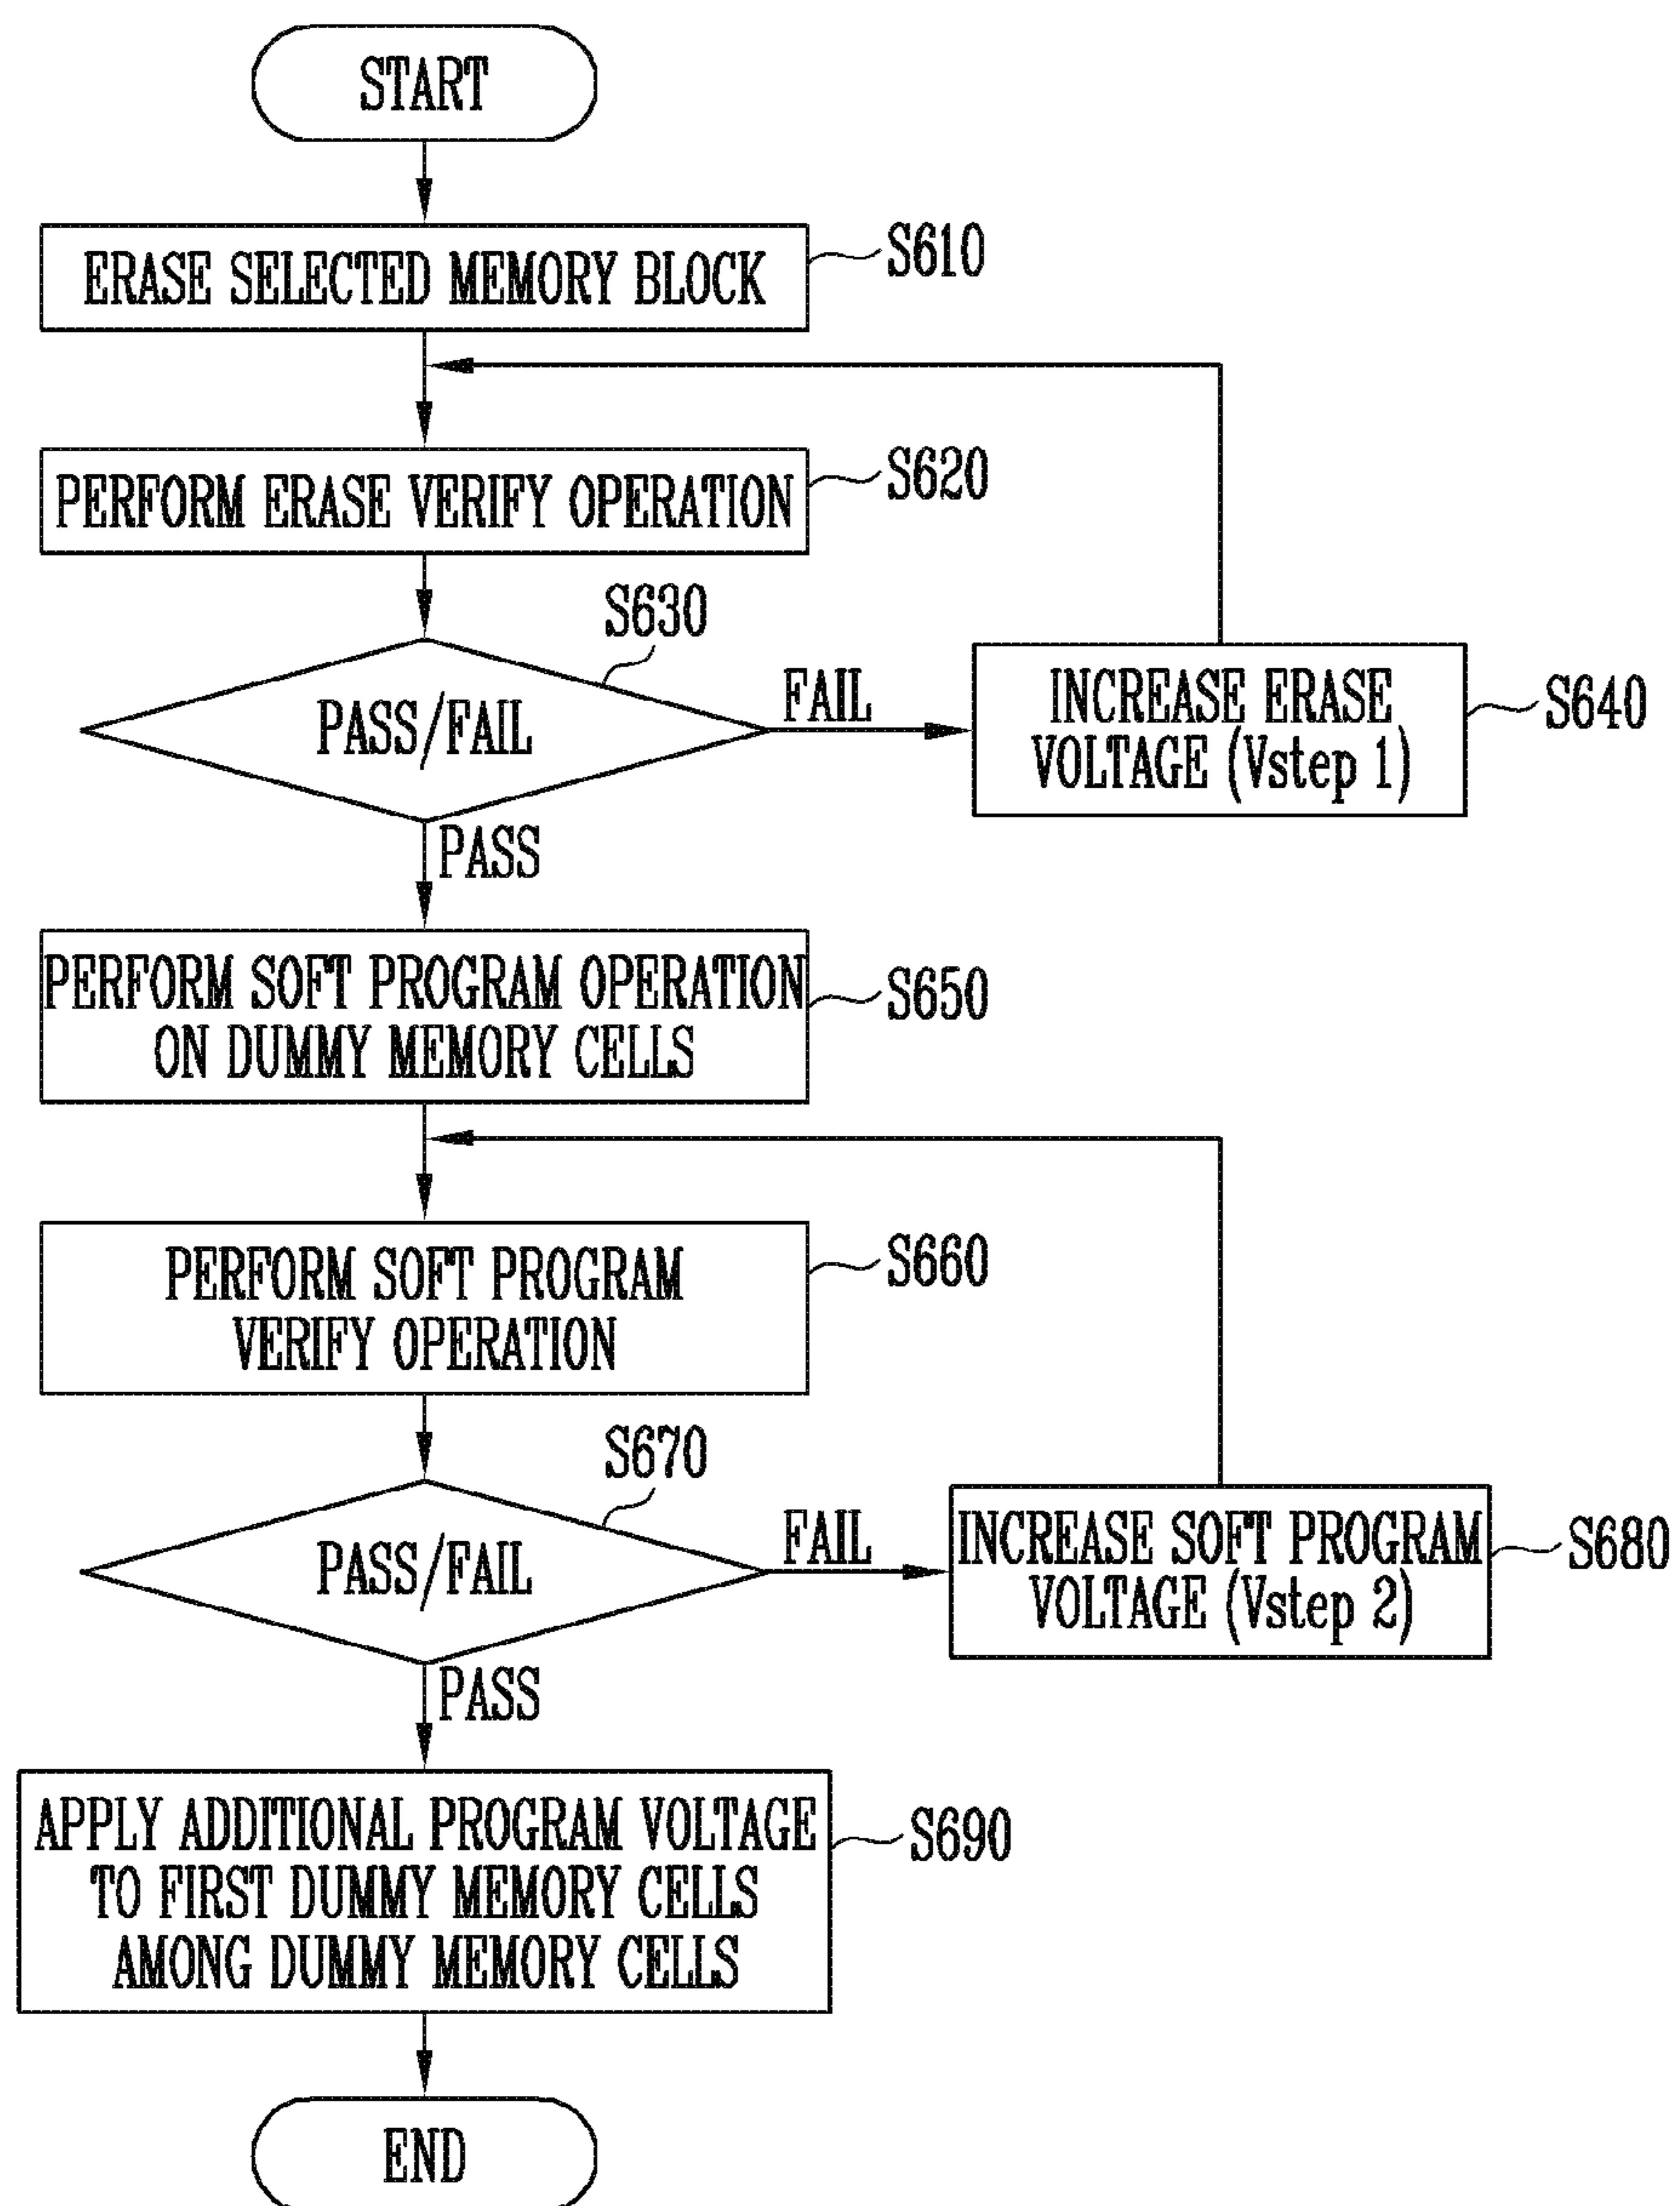 START
ERASE SELECTED MEMORY BLOCK
S610
PERFORM ERASE VERIFY OPERATION
S620
S630
PASS/FAIL
FAIL
INCREASE ERASE
VOLTAGE (Vstep 1)
S640
PASS
PERFORM SOFT PROGRAM OPERATION
ON DUMMY MEMORY CELLS
S650
PERFORM SOFT PROGRAM
VERIFY OPERATION
S660
S670
PASS/FAIL
FAIL
INCREASE SOFT PROGRAM
VOLTAGE (Vstep 2)
S680
PASS
APPLY ADDITIONAL PROGRAM VOLTAGE
TO FIRST DUMMY MEMORY CELLS
AMONG DUMMY MEMORY CELLS
S690
END